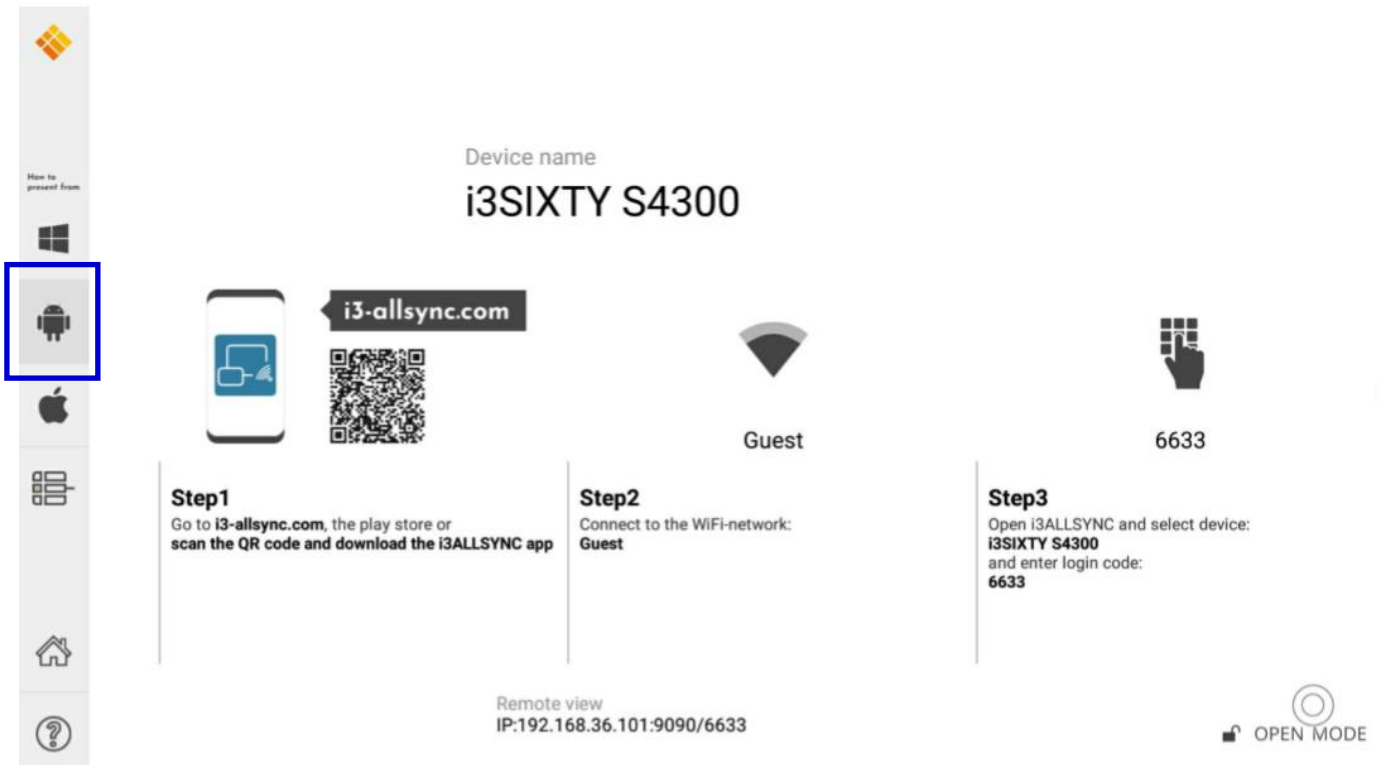 How to
present from
Device name
i3SIXTY S4300
i3-allsync.com
Guest
6633
Step1
Go to i3-allsync.com, the play store or
scan the QR code and download the i3ALLSYNC app
Step2
Connect to the WiFi-network:
Guest
Step3
Open i3ALLSYNC and select device:
i3SIXTY S4300
and enter login code:
6633
Remote view
IP:192.168.36.101:9090/6633
OPEN MODE